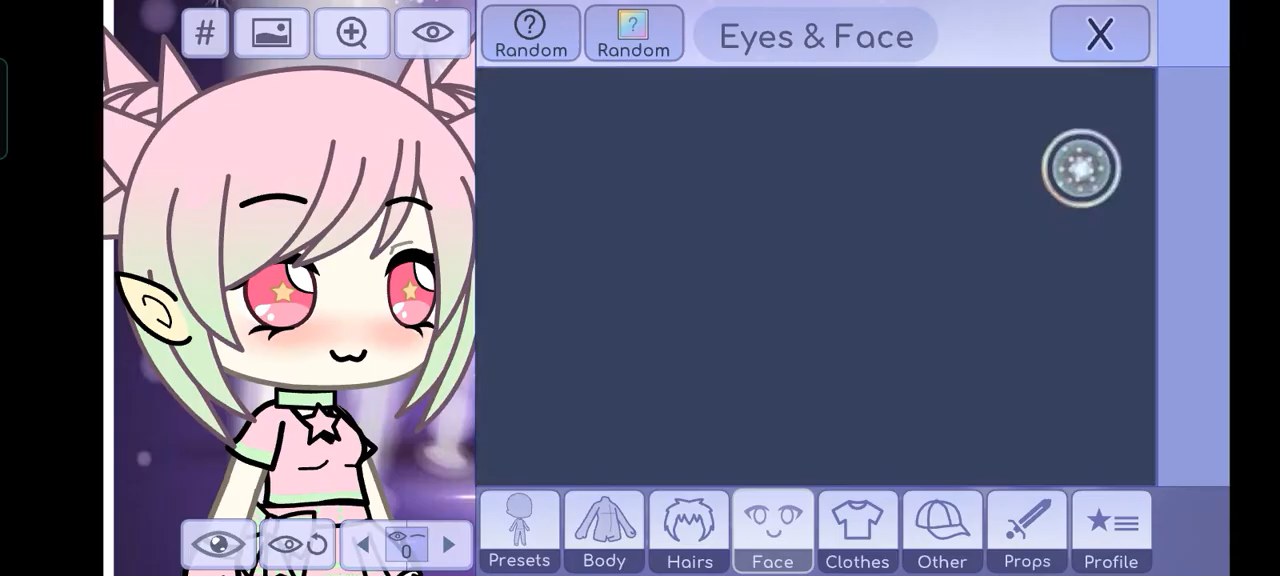 #
?
Random
?
Random
Eyes & Face
X
0
Presets
Body
Hairs
Face
Clothes
Other
Props
Profile